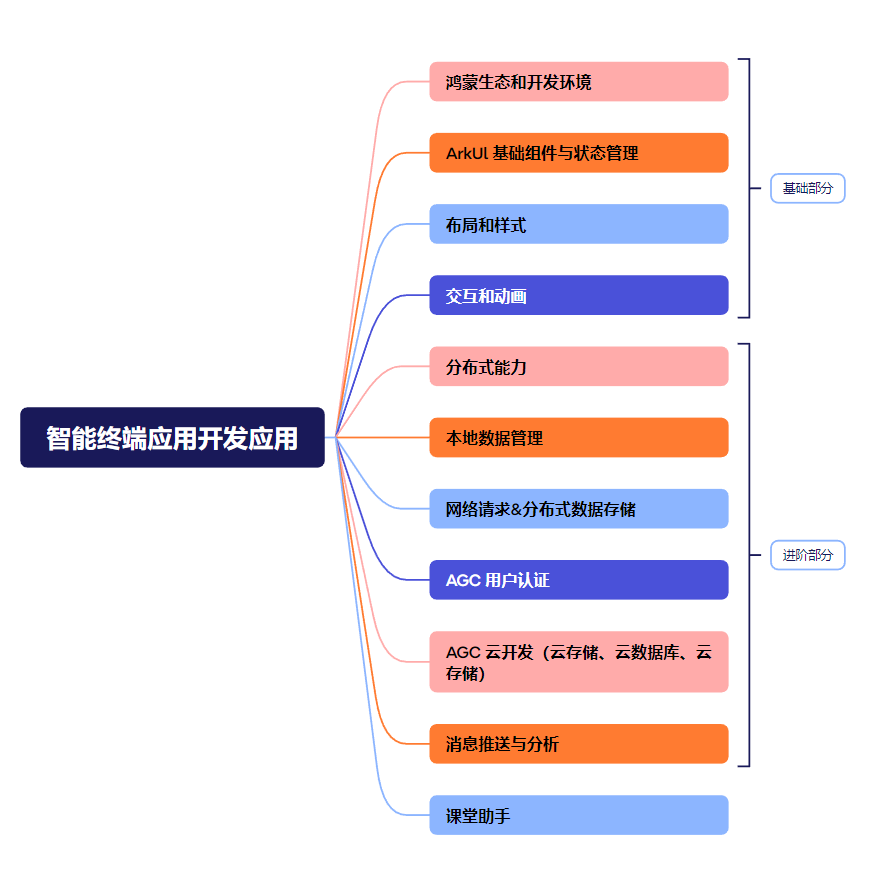 鸿蒙生态和开发环境
ArkUI 基础组件与状态管理
基础部分
布局和样式
交互和动画
分布式能力
智能终端应用开发应用
本地数据管理
网络请求&分布式数据存储
进阶部分
AGC 用户认证
AGC 云开发（云存储、云数据库、云
存储）
消息推送与分析
课堂助手